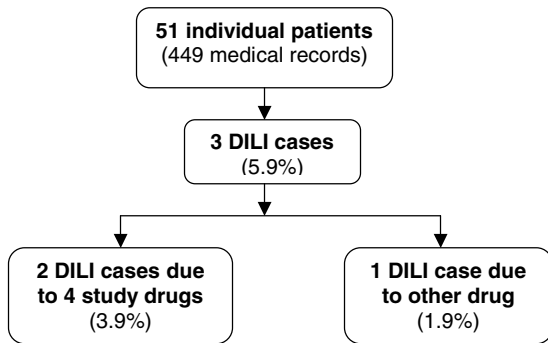 51 individual patients
(449 medical records)
3 DILI cases
(5.9%)
2 DILI cases due
to 4 study drugs
(3.9%)
1 DILI case due
to other drug
(1.9%)